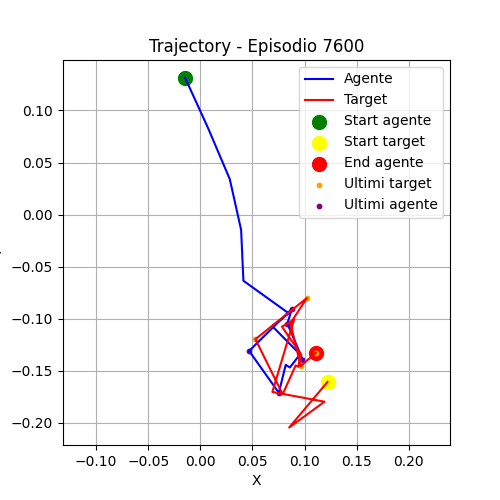 Trajectory - Episodio 7600
Agente
Target
Start agente
Start target
End agente
Ultimi target
Ultimi agente
0.10
0.05
0.00
−0.05
−0.10
−0.15
−0.20
−0.10
−0.05
0.00
0.05
0.10
0.15
0.20
X